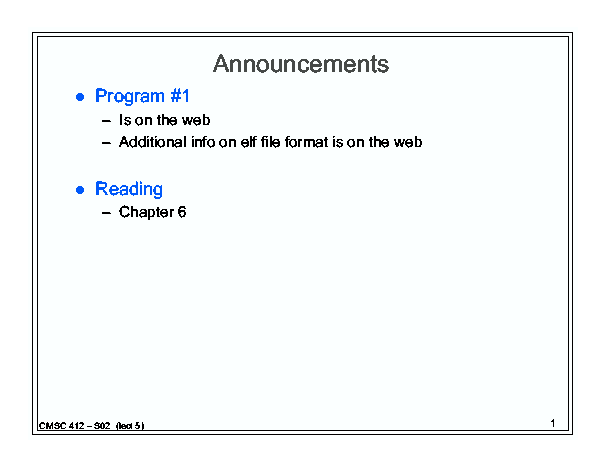 Announcements
● Program #1
– Is on the web
– Additional info on elf file format is on the web
● Reading
– Chapter 6
CMSC 412 – S02 (lect 5)
1